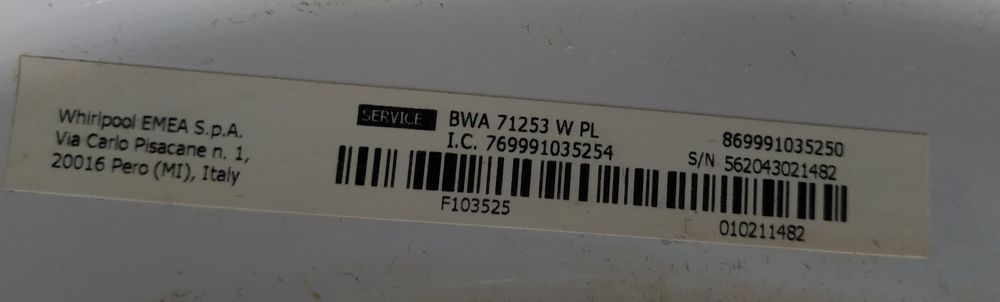 Whirlpool EMEA S.p.A.
Via Carlo Pisacane n. 1,
20016 Pero (MI), Italy
SERVICE BWA 71253 W PL
I.C. 769991035254
869991035250
S/N 562043021482
F103525
010211482